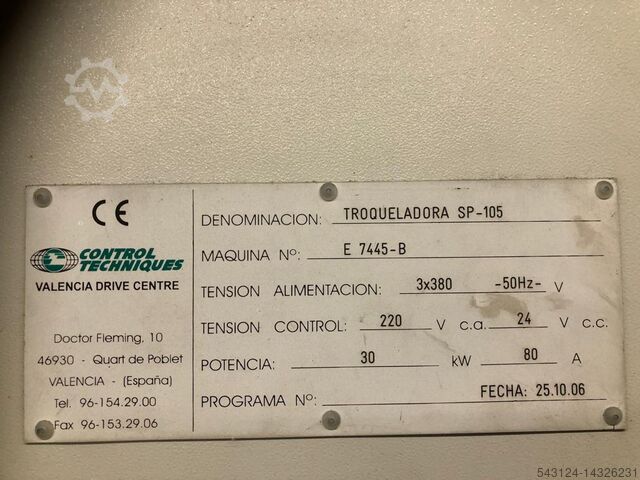 CE
CONTROL
TECHNIQUES
VALENCIA DRIVE CENTRE
Doctor Fleming, 10
46930 - Quart de Poblet
VALENCIA - (España)
Tel. 96-154.29.00
Fax 96-153.29.06
DENOMINACION: TROQUELADORA SP-105
MAQUINA Nº: E 7445-B
TENSION ALIMENTACION: 3x380 -50Hz- V
TENSION CONTROL: 220 V c.a. 24 V c.c.
POTENCIA: 30 kW 80 A
PROGRAMA Nº: FECHA: 25.10.06
543124-14326231